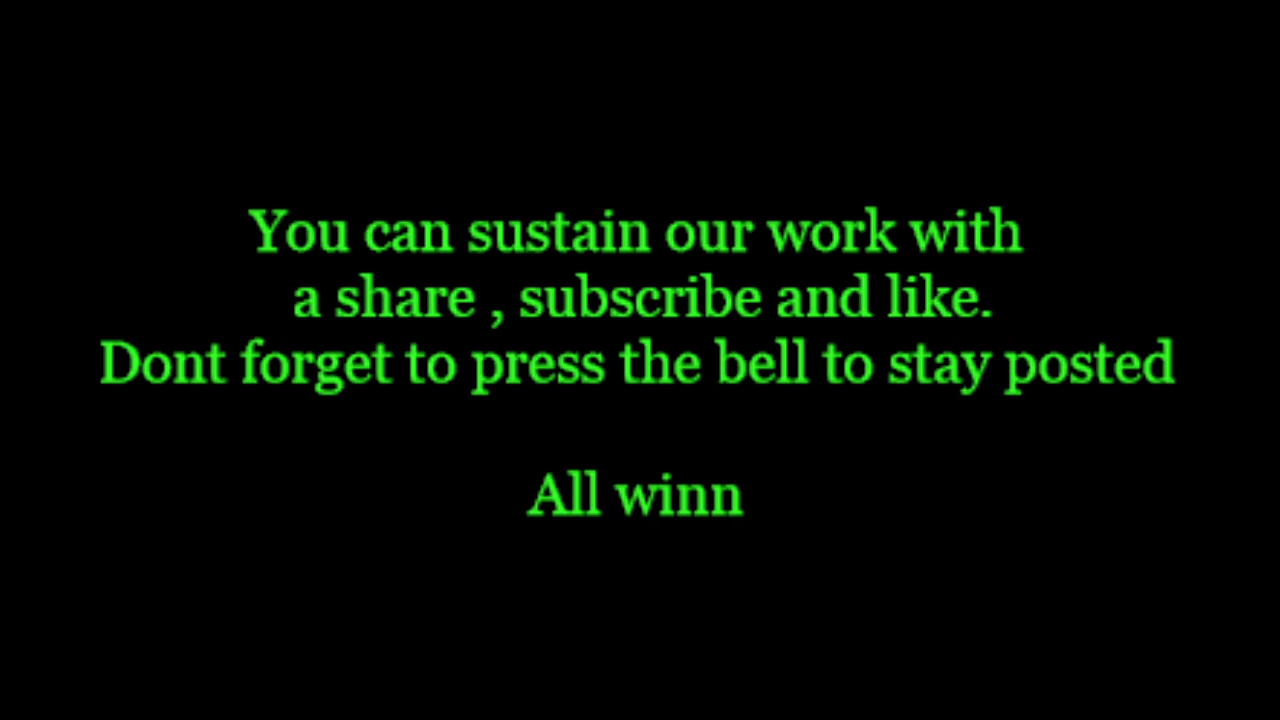 You can sustain our work with
a share , subscribe and like.
Dont forget to press the bell to stay posted
All winn